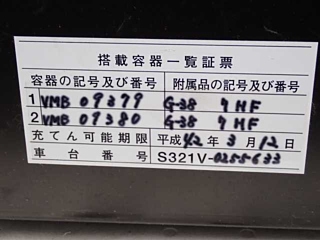 搭載容器一覧証票
容器の記号及び番号 附属品の記号及び番号
1 VMB 09379 G-38 9HF
2 VMB 09380 G-38 9HF
充てん可能期限 平成42年3月12日
車台番号 S321V-0255633